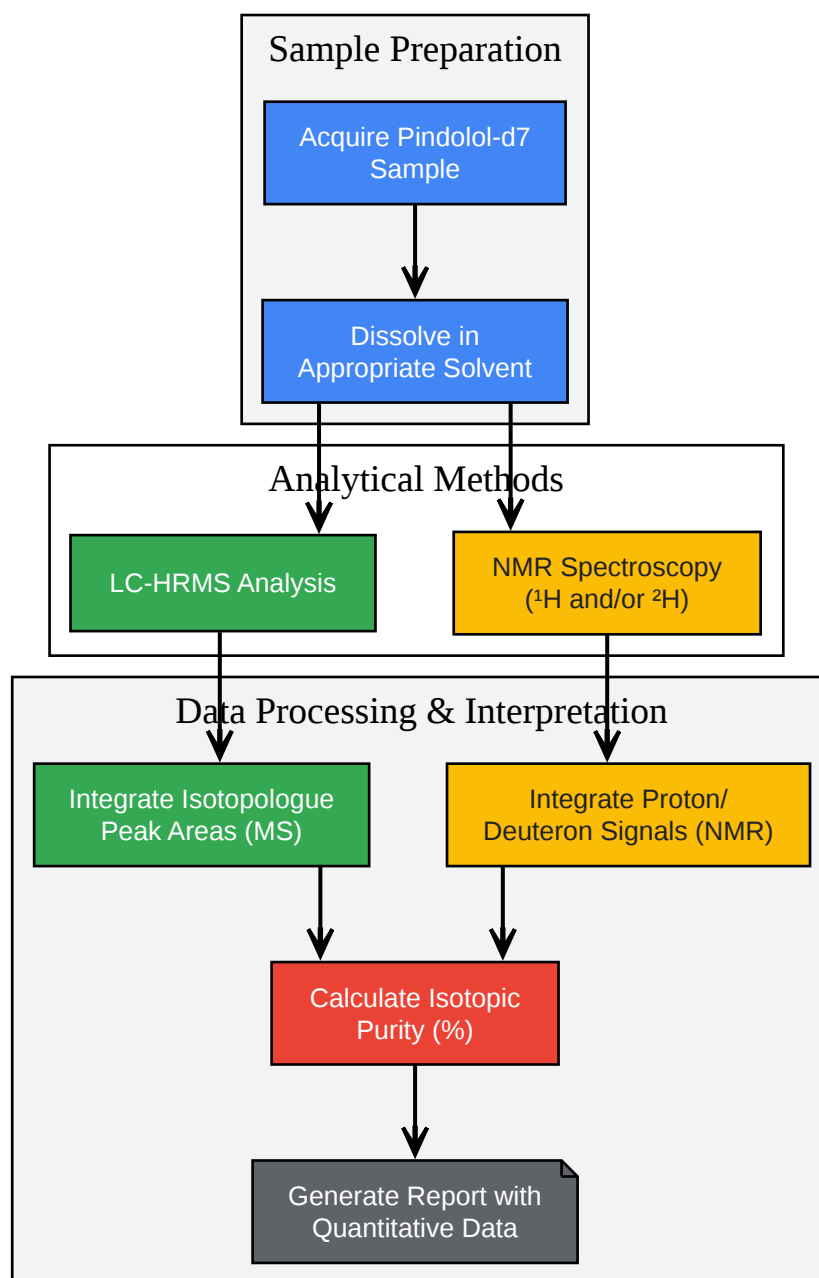 Sample Preparation
Acquire Pindolol-d7
Sample
Dissolve in
Appropriate Solvent
Analytical Methods
LC-HRMS Analysis
NMR Spectroscopy
(¹H and/or ²H)
Data Processing & Interpretation
Integrate Isotopologue
Peak Areas (MS)
Integrate Proton/
Deuteron Signals (NMR)
Calculate Isotopic
Purity (%)
Generate Report with
Quantitative Data